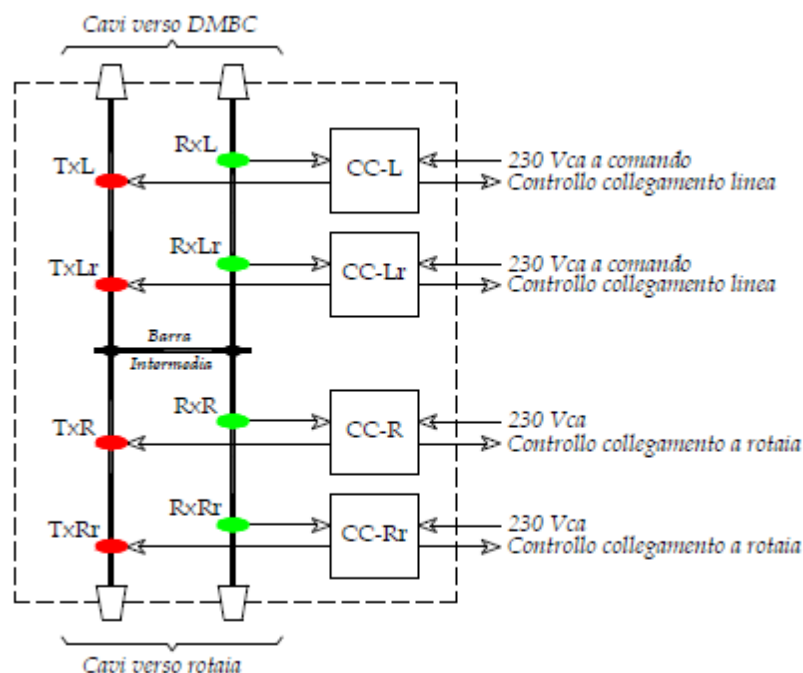 Cavi verso DMBC
RxL
TxL
CC-L
230 Vca a comando
Controllo collegamento linea
RxLr
TxLr
CC-Lr
230 Vca a comando
Controllo collegamento linea
Barra
Intermedia
RxR
TxR
CC-R
230 Vca
Controllo collegamento a rotaia
RxRr
TxRr
CC-Rr
230 Vca
Controllo collegamento a rotaia
Cavi verso rotaia